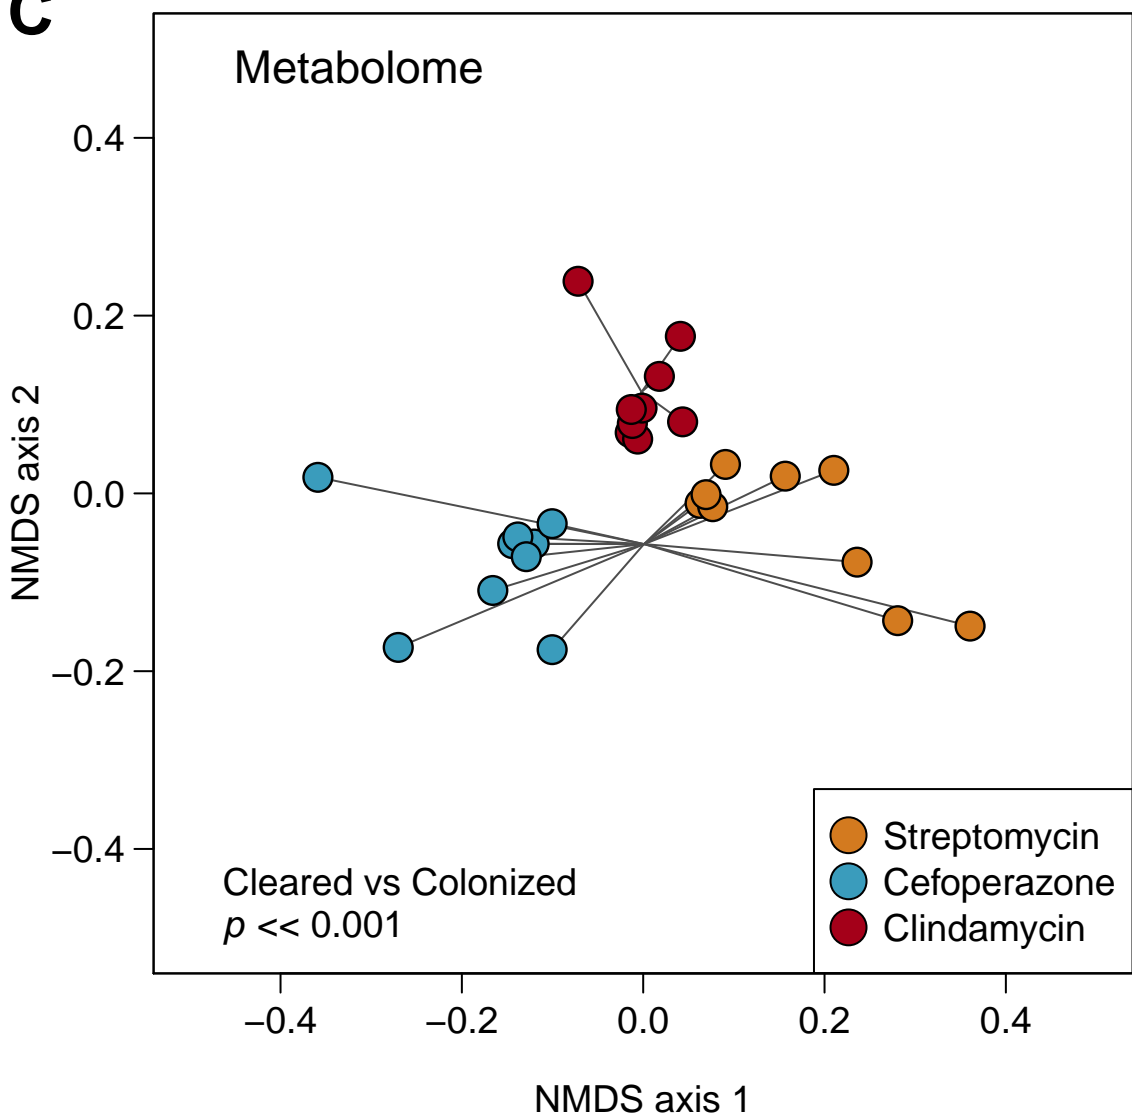 C
Metabolome
0.4
0.2
0.0
−0.2
−0.4
NMDS axis 2
Cleared vs Colonized
p << 0.001
Streptomycin
Cefoperazone
Clindamycin
−0.4 −0.2 0.0 0.2 0.4
NMDS axis 1